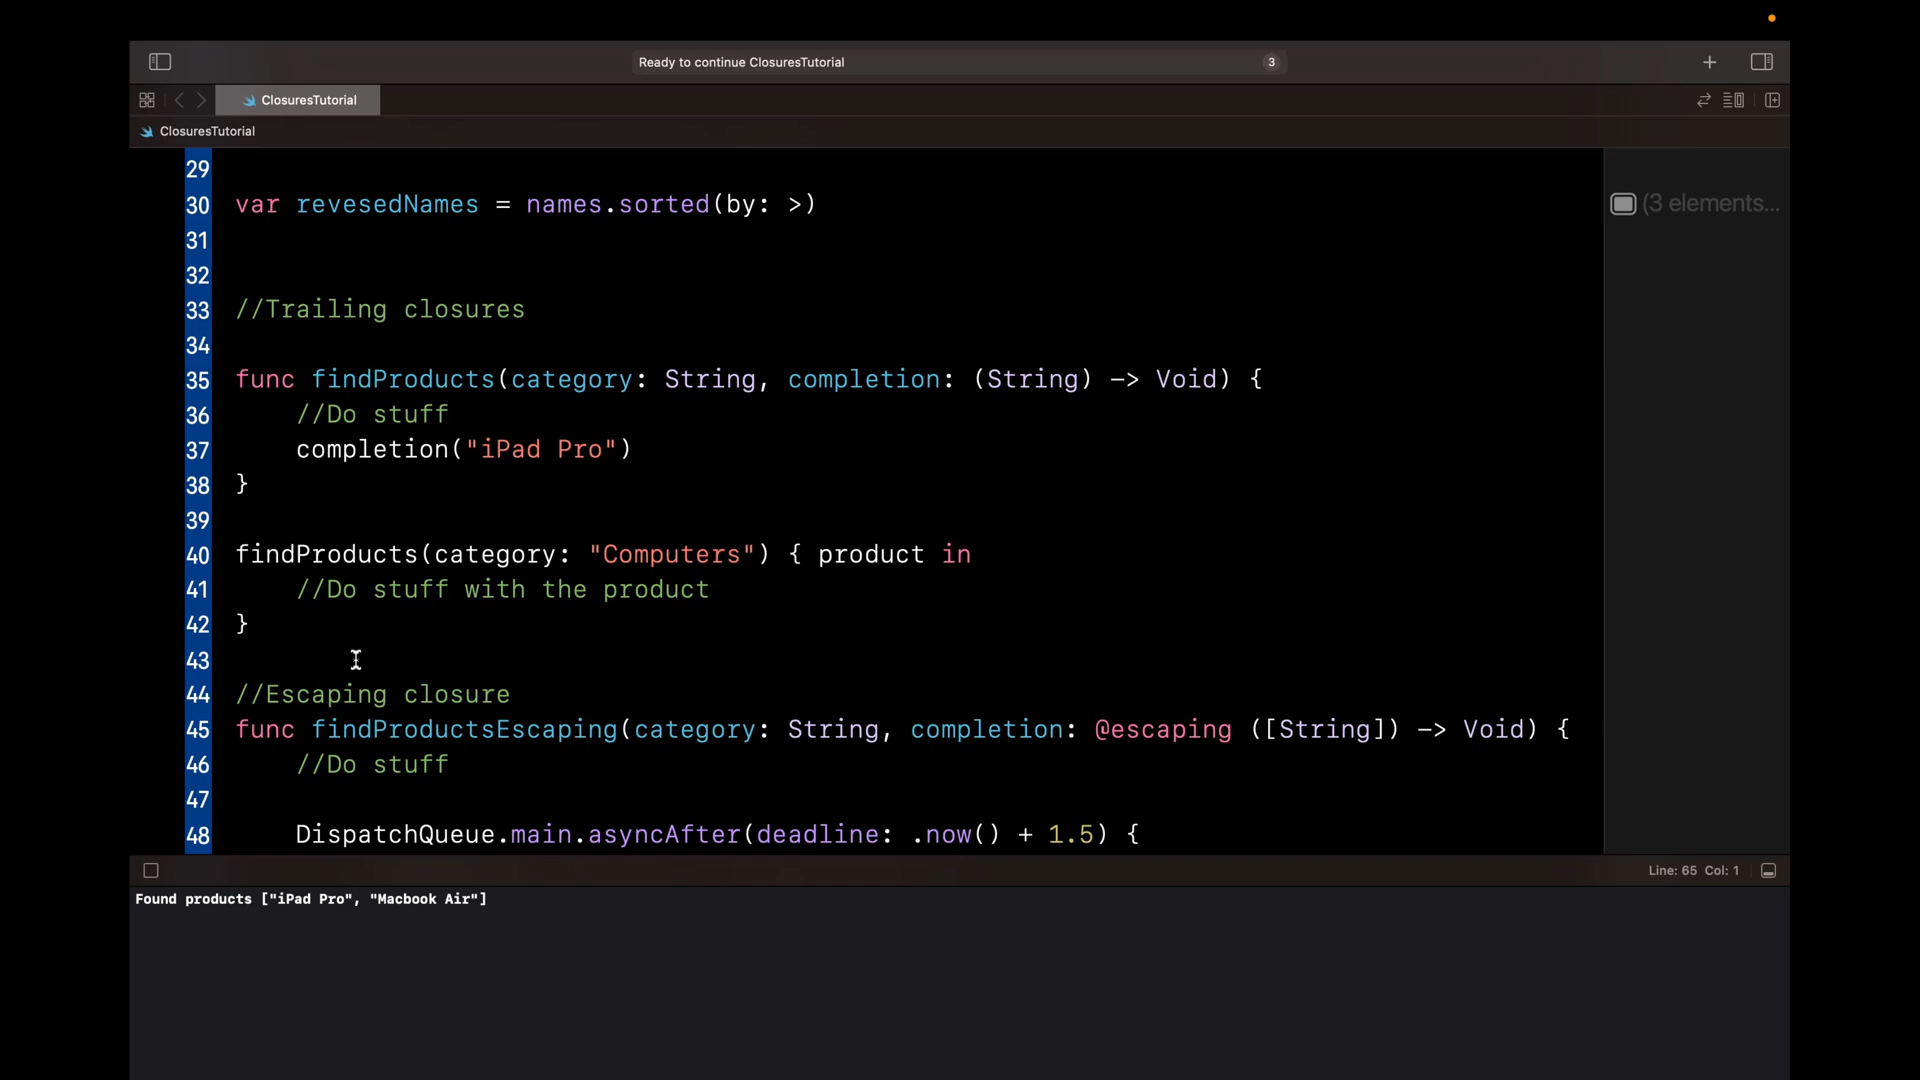 Ready to continue ClosuresTutorial 3
ClosuresTutorial
ClosuresTutorial
29
30 var revesedNames = names.sorted(by: >) (3 elements...
31
32
33 //Trailing closures
34
35 func findProducts(category: String, completion: (String) -> Void) {
36 //Do stuff
37 completion("iPad Pro")
38 }
39
40 findProducts(category: "Computers") { product in
41 //Do stuff with the product
42 }
43
44 //Escaping closure
45 func findProductsEscaping(category: String, completion: @escaping ([String]) -> Void) {
46 //Do stuff
47
48 DispatchQueue.main.asyncAfter(deadline: .now() + 1.5) {
Line: 65 Col: 1
Found products ["iPad Pro", "Macbook Air"]